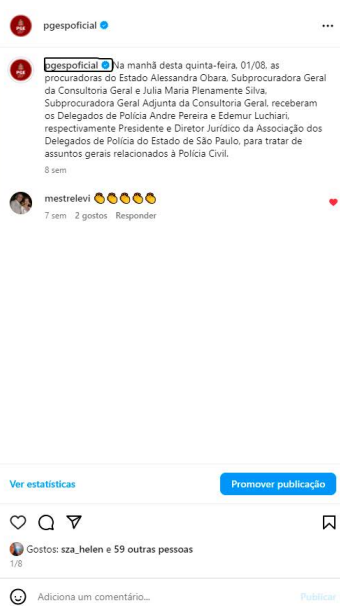 pgespoficial
PGE
pgespoficial Na manhã desta quinta-feira, 01/08, as
procuradoras do Estado Alessandra Obara, Subprocuradora Geral
da Consultoria Geral e Julia Maria Plenamente Silva,
Subprocuradora Geral Adjunta da Consultoria Geral, receberam
os Delegados de Polícia Andre Pereira e Edemur Luchiari,
respectivamente Presidente e Diretor Jurídico da Associação dos
Delegados de Polícia do Estado de São Paulo, para tratar de
assuntos gerais relacionados à Polícia Civil.
8 sem
mestrelevi 👏👏👏👏👏
7 sem 2 gostos Responder
Ver estatísticas
Promover publicação
Gostos: sza_helen e 59 outras pessoas
1/8
Adiciona um comentário...
Publicar